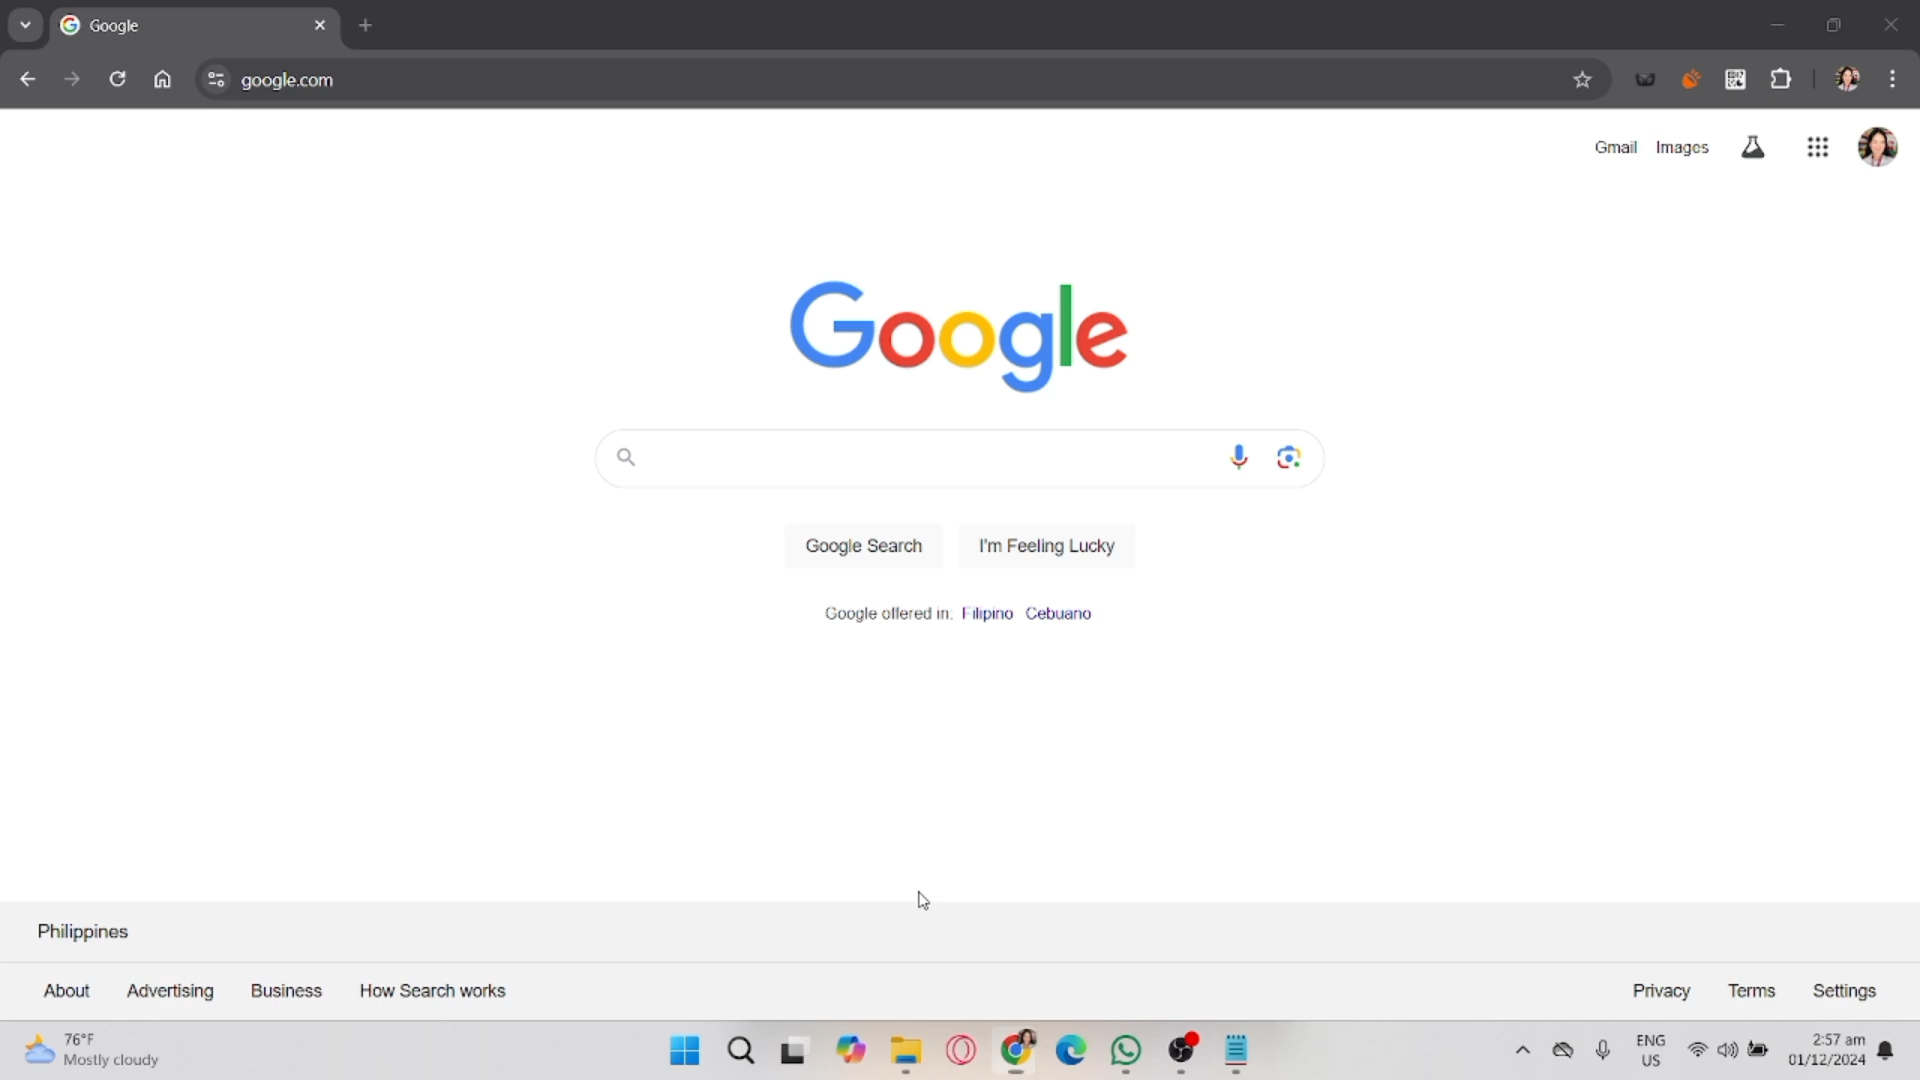 Google
google.com
Gmail Images
Google
Google Search I'm Feeling Lucky
Google offered in: Filipino Cebuano
Philippines
About Advertising Business How Search works
Privacy Terms Settings
76°F
Mostly cloudy
ENG
US
2:57 am
01/12/2024